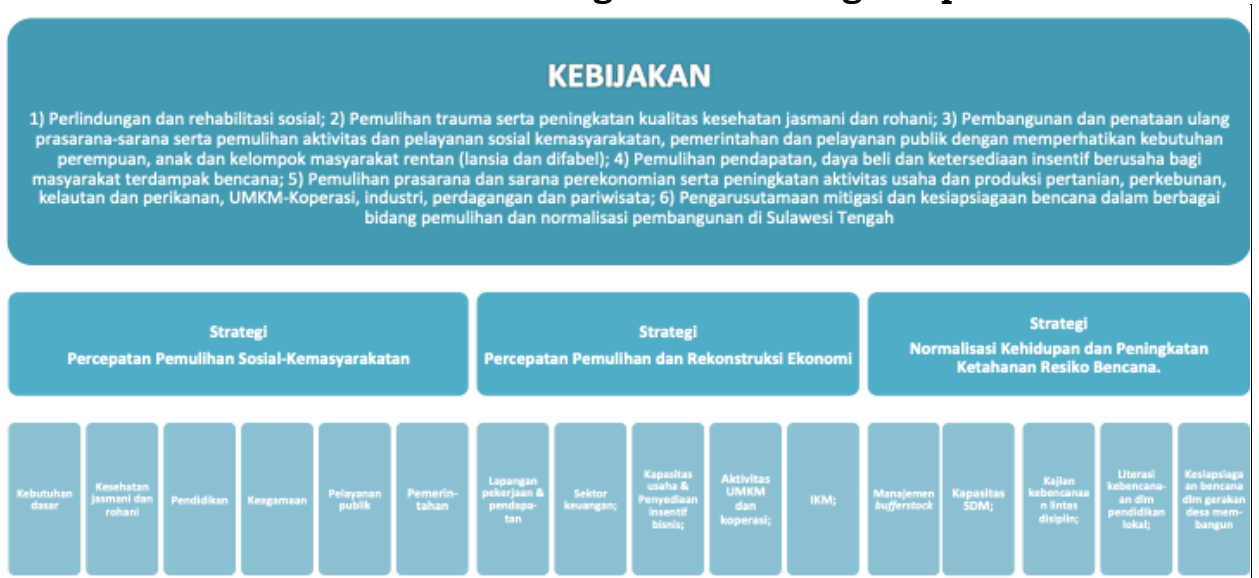 KEBIJAKAN
1) Perlindungan dan rehabilitasi sosial; 2) Pemulihan trauma serta peningkatan kualitas kesehatan jasmani dan rohani; 3) Pembangunan dan penataan ulang
prasarana-sarana serta pemulihan aktivitas dan pelayanan sosial kemasyarakatan, pemerintahan dan pelayanan publik dengan memperhatikan kebutuhan
perempuan, anak dan kelompok masyarakat rentan (lansia dan difabel); 4) Pemulihan pendapatan, daya beli dan ketersediaan insentif berusaha bagi
masyarakat terdampak bencana; 5) Pemulihan prasarana dan sarana perekonomian serta peningkatan aktivitas usaha dan produksi pertanian, perkebunan,
kelautan dan perikanan, UMKM-Koperasi, industri, perdagangan dan pariwisata; 6) Pengarusutamaan mitigasi dan kesiapsiagaan bencana dalam berbagai
bidang pemulihan dan normalisasi pembangunan di Sulawesi Tengah
Strategi
Percepatan Pemulihan Sosial-Kemasyarakatan
Strategi
Percepatan Pemulihan dan Rekonstruksi Ekonomi
Strategi
Normalisasi Kehidupan dan Peningkatan
Ketahanan Resiko Bencana.
Kebutuhan
dasar
Kesehatan
jasmani dan
rohani
Pendidikan
Keagamaan
Pelayanan
publik
Pemerin-
tahan
Lapangan
pekerjaan &
pendapa-
tan
Sektor
keuangan;
Kapasitas
usaha &
Penyediaan
insentif
bisnis;
Aktivitas
UMKM
dan
koperasi;
IKM;
Manajemen
bufferstock
Kapasitas
SDM;
Kajian
kebencanaa
n lintas
disiplin;
Literasi
kebencana-
an dlm
pendidikan
lokal;
Kesiapsiaga
an bencana
dlm gerakan
desa mem-
bangun